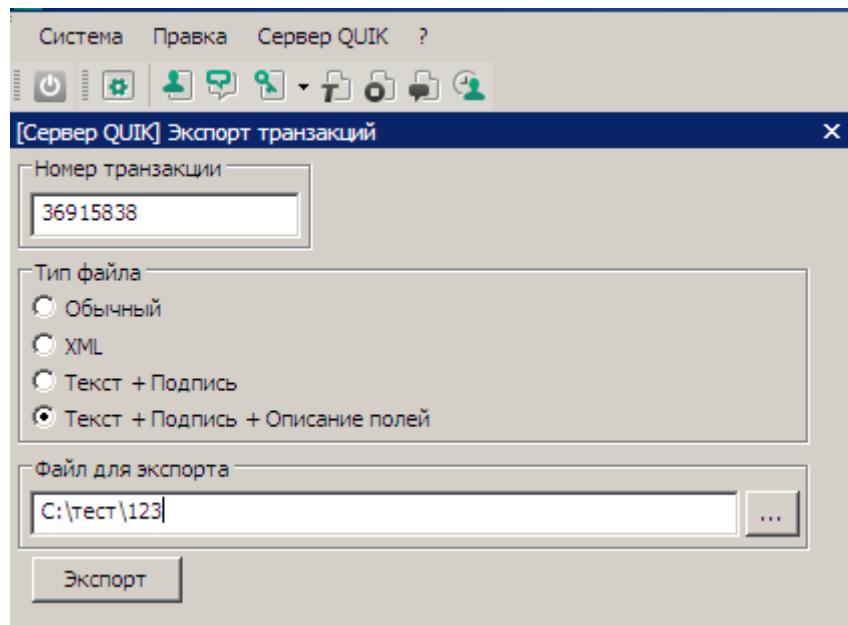 Система Правка Сервер QUIK ?
[Сервер QUIK] Экспорт транзакций
Номер транзакции
36915838
Тип файла
Обычный
XML
Текст + Подпись
Текст + Подпись + Описание полей
Файл для экспорта
C:\тест\123
...
Экспорт